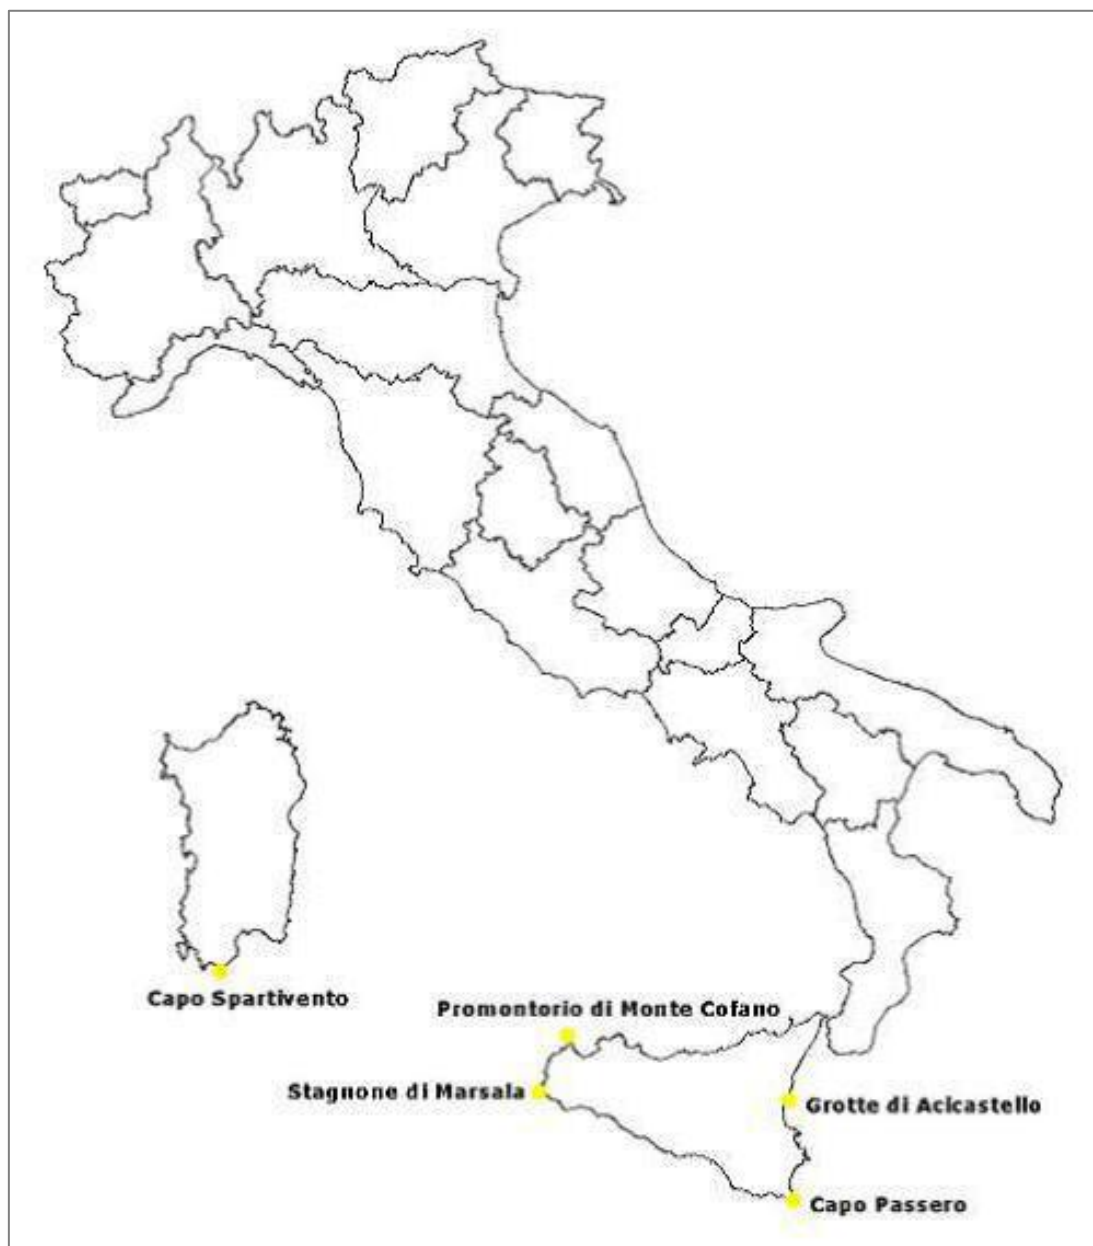 Capo Spartivento
Promontorio di Monte Cofano
Stagnone di Marsala
Grotte di Acicastello
Capo Passero